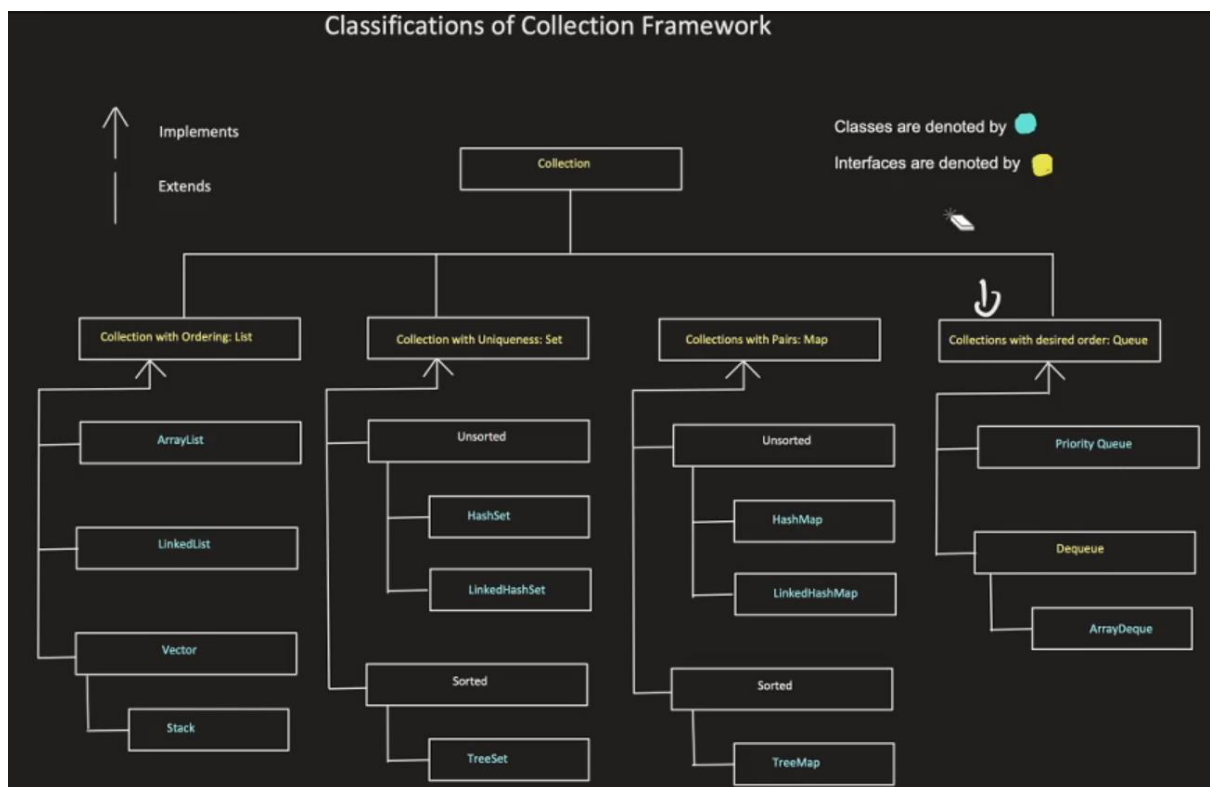 Classifications of Collection Framework
Implements
Extends
Classes are denoted by
Interfaces are denoted by
Collection
Collection with Ordering: List
Collection with Uniqueness: Set
Collections with Pairs: Map
Collections with desired order: Queue
ArrayList
LinkedList
Vector
Stack
Unsorted
HashSet
LinkedHashSet
Sorted
TreeSet
Unsorted
HashMap
LinkedHashMap
Sorted
TreeMap
Priority Queue
Dequeue
ArrayDeque